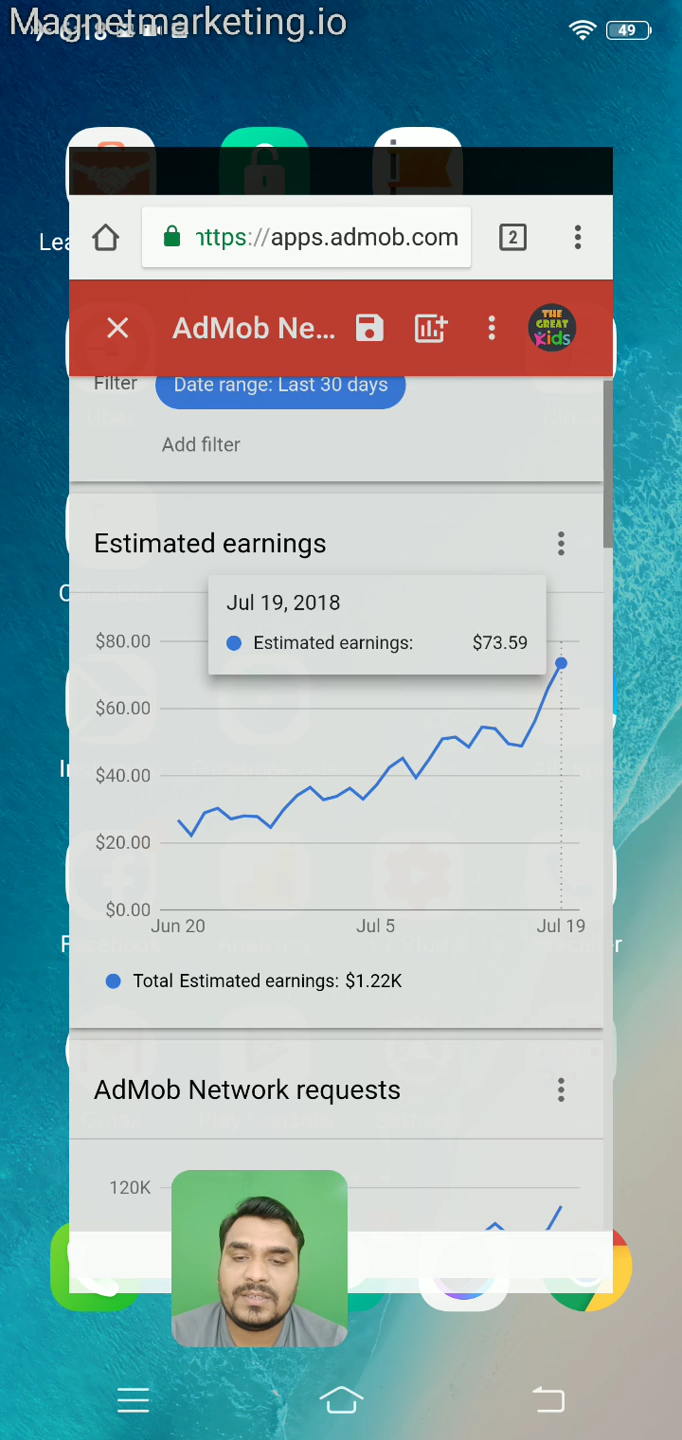 Magnetmarketing.io
6:18
49
https://apps.admob.com
2
AdMob Ne...
THE
GREAT
kids
Filter
Date range: Last 30 days
Add filter
Estimated earnings
Jul 19, 2018
Estimated earnings: $73.59
$80.00
$60.00
$40.00
$20.00
$0.00
Jun 20 Jul 5 Jul 19
Total Estimated earnings: $1.22K
AdMob Network requests
120K